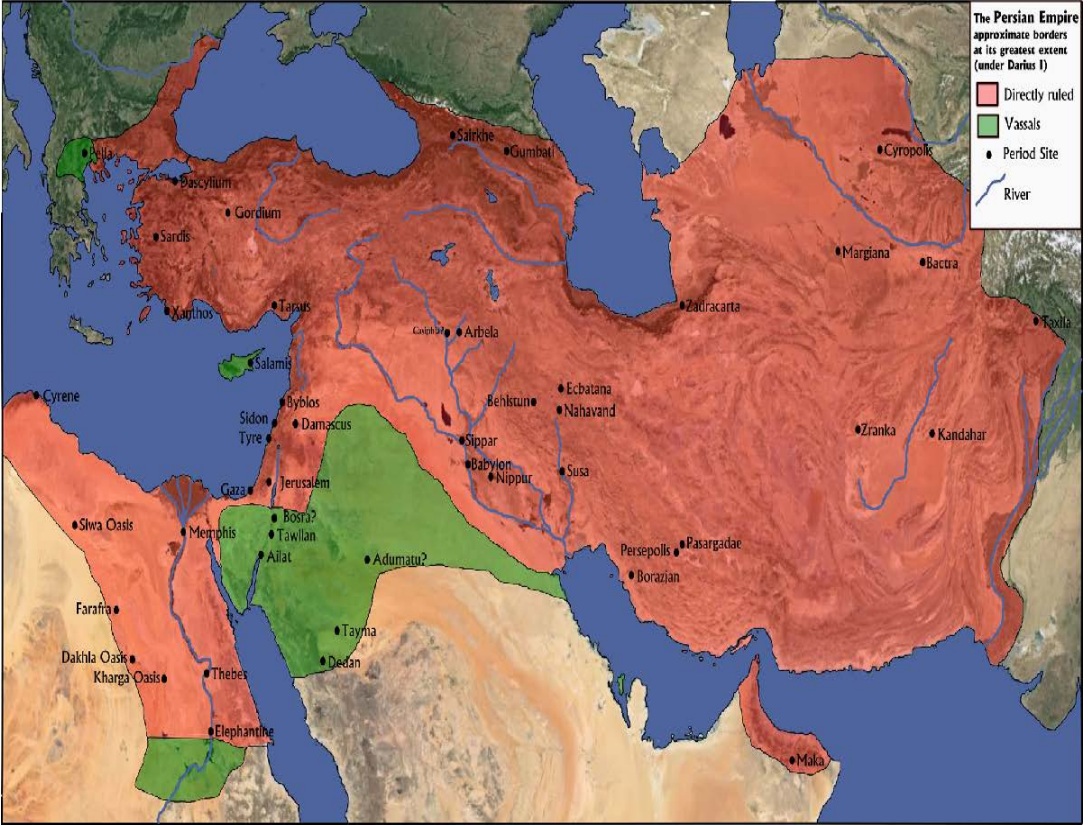 The Persian Empire
approximate borders
at its greatest extent
(under Darius I)
Directly ruled
Vassals
Period Site
River
Sairkhe
Gumbati
Pella
Cyropolis
Dascylium
Gordium
Sardis
Margiana
Bactra
Xanthos
Tarsus
Zadracarta
Taxila
Arbela
Salamis
Cyrene
Byblos
Ecbatana
Behistun
Nahavand
Sidon
Damascus
Tyre
Zranka
Kandahar
Sippar
Babylon
Nippur
Susa
Jerusalem
Gaza
Bosra?
Siwa Oasis
Memphis
Tawilan
Ailat
Adumatu?
Pasargadae
Persepolis
Borazjan
Farafra
Tayma
Dakhla Oasis
Dedan
Kharga Oasis
Thebes
Elephantine
Maka